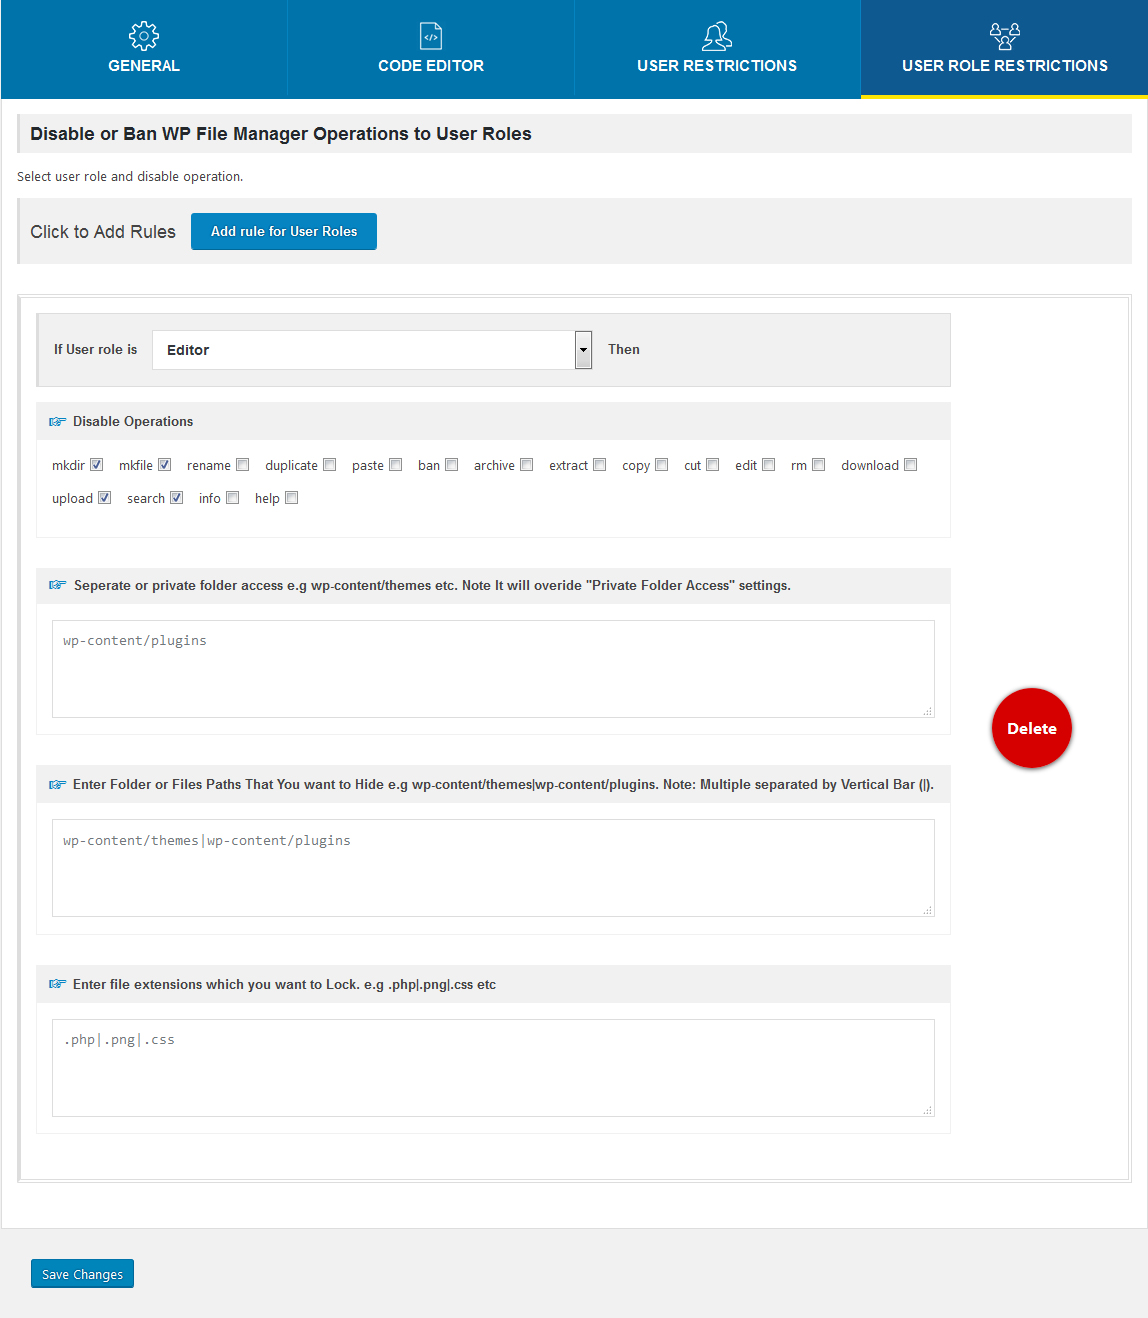 GENERAL
CODE EDITOR
USER RESTRICTIONS
USER ROLE RESTRICTIONS
Disable or Ban WP File Manager Operations to User Roles
Select user role and disable operation.
Click to Add Rules
Add rule for User Roles
If User role is
Editor
Then
Disable Operations
mkdir mkfile rename duplicate paste ban archive extract copy cut edit rm download
upload search info help
Seperate or private folder access e.g wp-content/themes etc. Note It will overide "Private Folder Access" settings.
wp-content/plugins
Delete
Enter Folder or Files Paths That You want to Hide e.g wp-content/themes|wp-content/plugins. Note: Multiple separated by Vertical Bar (|).
wp-content/themes|wp-content/plugins
Enter file extensions which you want to Lock. e.g .php|.png|.css etc
.php|.png|.css
Save Changes